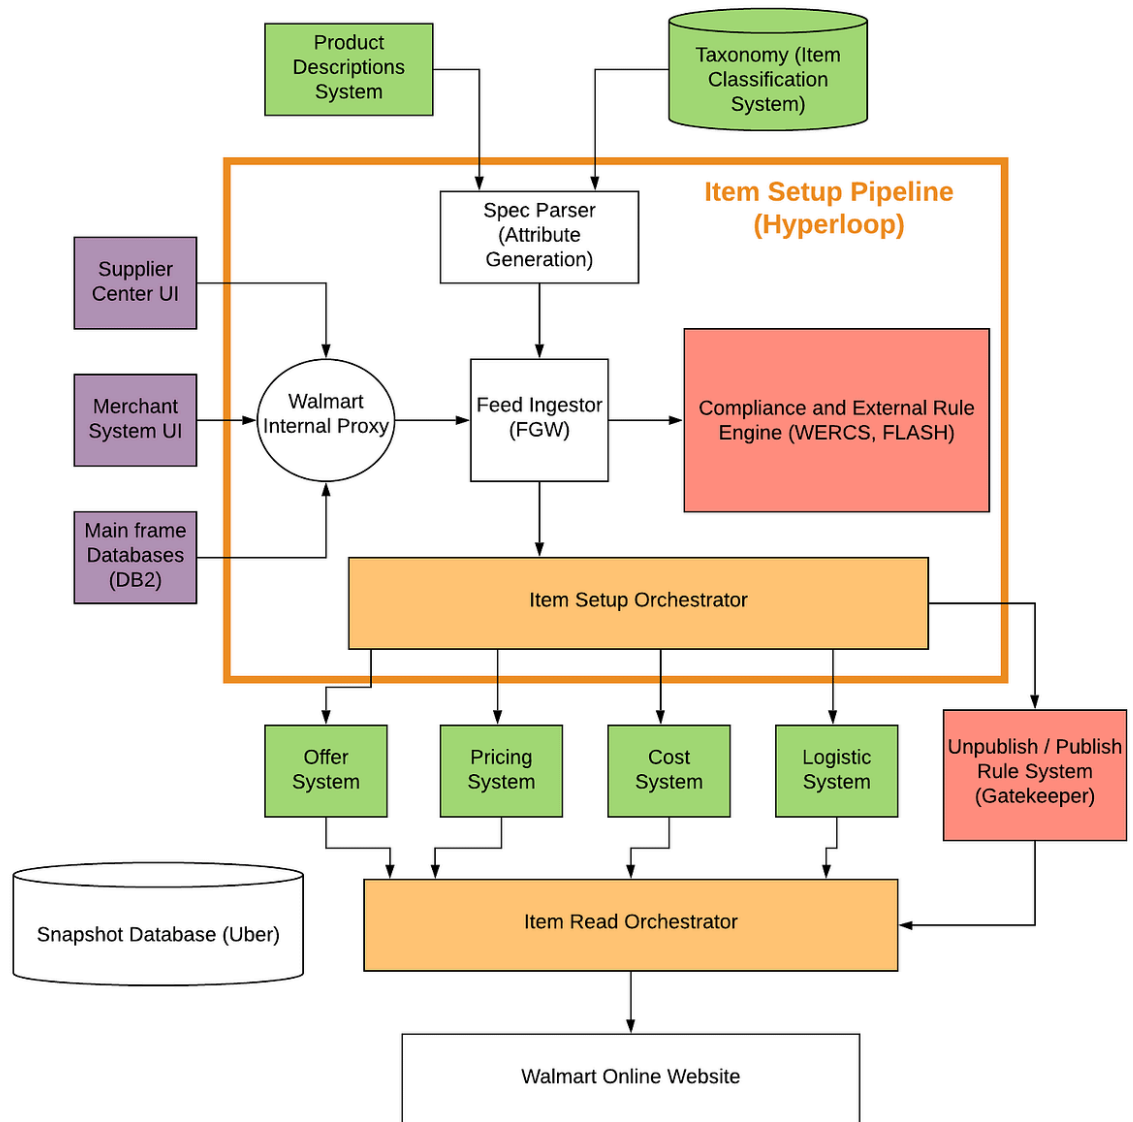 Product
Descriptions
System
Taxonomy (Item
Classification
System)
Item Setup Pipeline
(Hyperloop)
Spec Parser
(Attribute
Generation)
Supplier
Center UI
Merchant
System UI
Main frame
Databases
(DB2)
Walmart
Internal Proxy
Feed Ingestor
(FGW)
Compliance and External Rule
Engine (WERCS, FLASH)
Item Setup Orchestrator
Offer
System
Pricing
System
Cost
System
Logistic
System
Unpublish / Publish
Rule System
(Gatekeeper)
Snapshot Database (Uber)
Item Read Orchestrator
Walmart Online Website